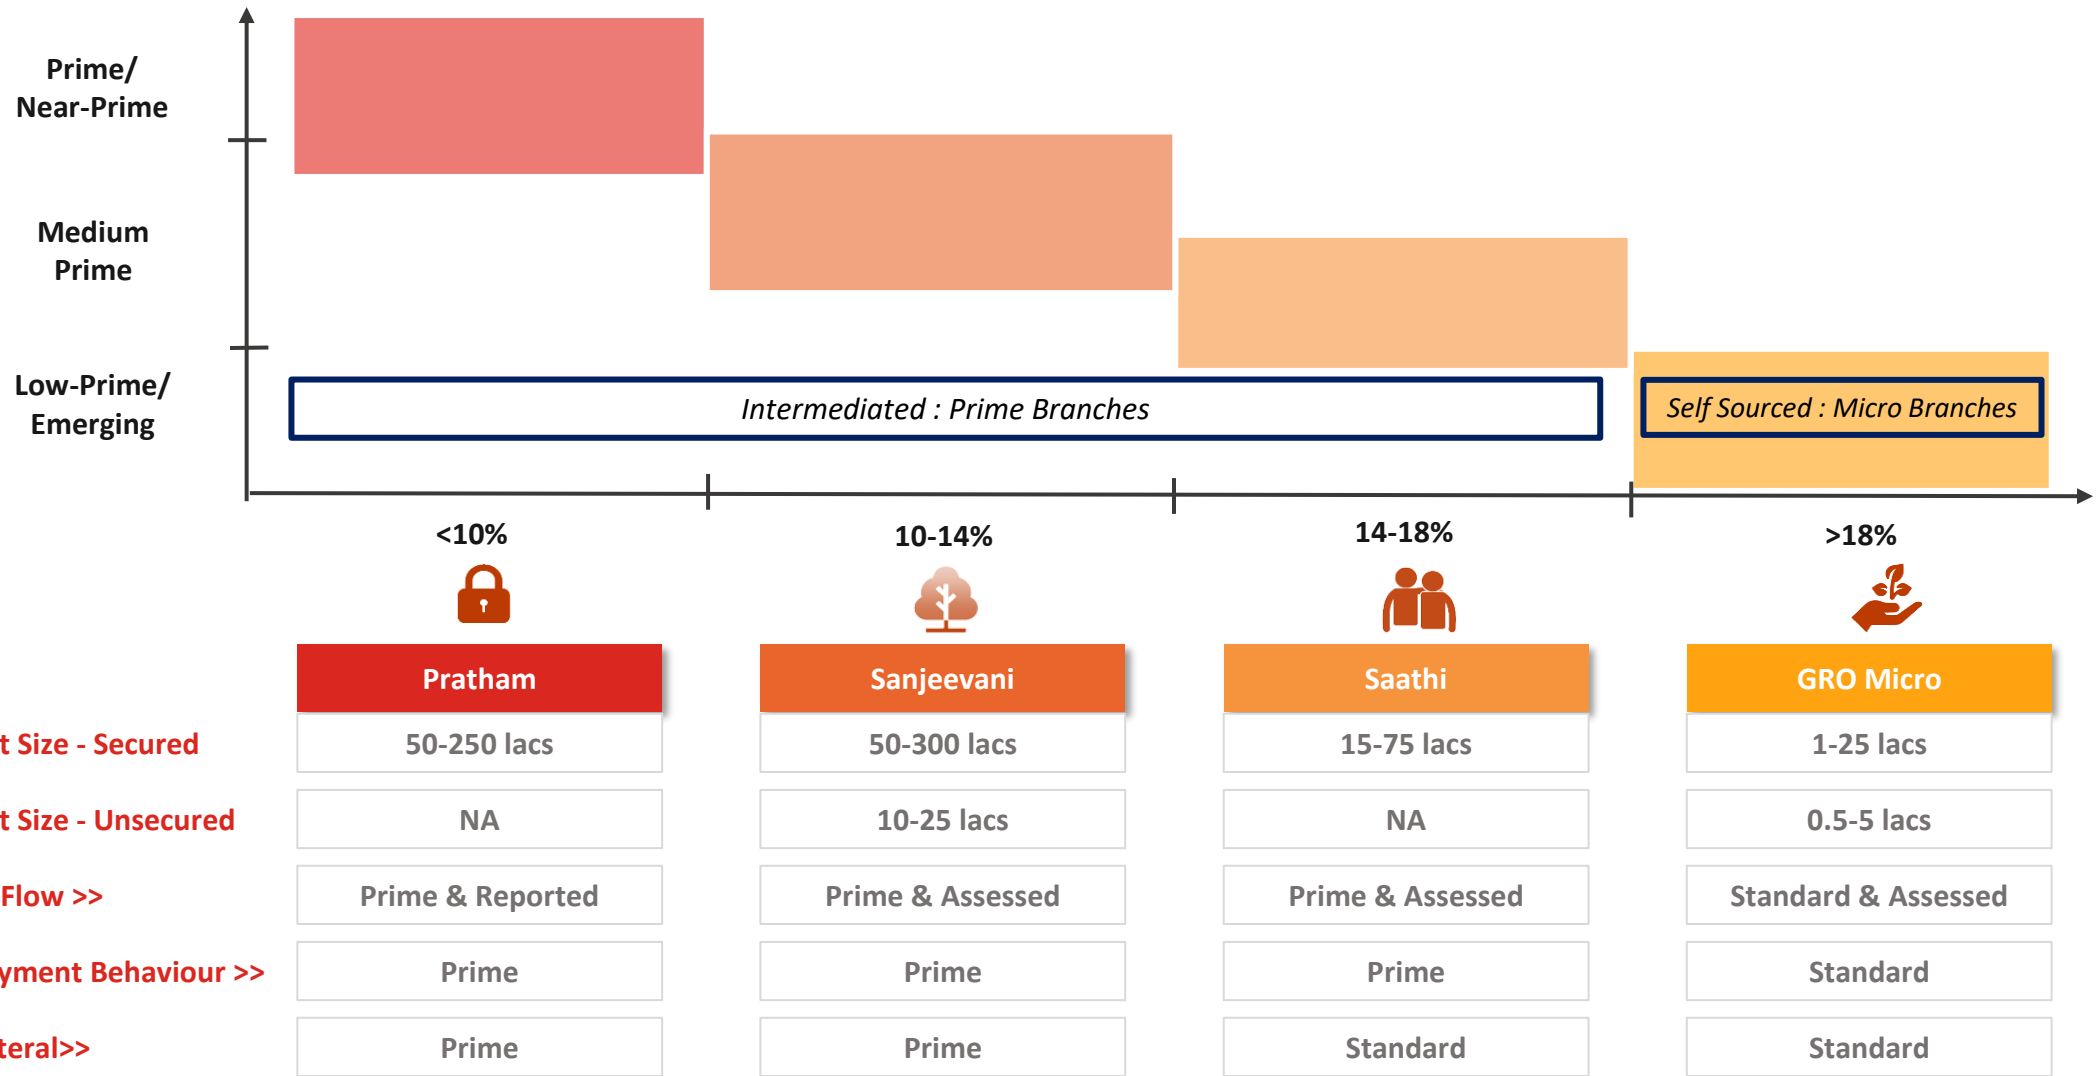 Prime/
Near-Prime
Medium
Prime
Low-Prime/
Emerging
Intermediated : Prime Branches
Self Sourced : Micro Branches
<10% 10-14% 14-18% >18%
Pratham Sanjeevani Saathi GRO Micro
t Size - Secured 50-250 lacs 50-300 lacs 15-75 lacs 1-25 lacs
t Size - Unsecured NA 10-25 lacs NA 0.5-5 lacs
Flow >> Prime & Reported Prime & Assessed Prime & Assessed Standard & Assessed
yment Behaviour >> Prime Prime Prime Standard
teral>> Prime Prime Standard Standard